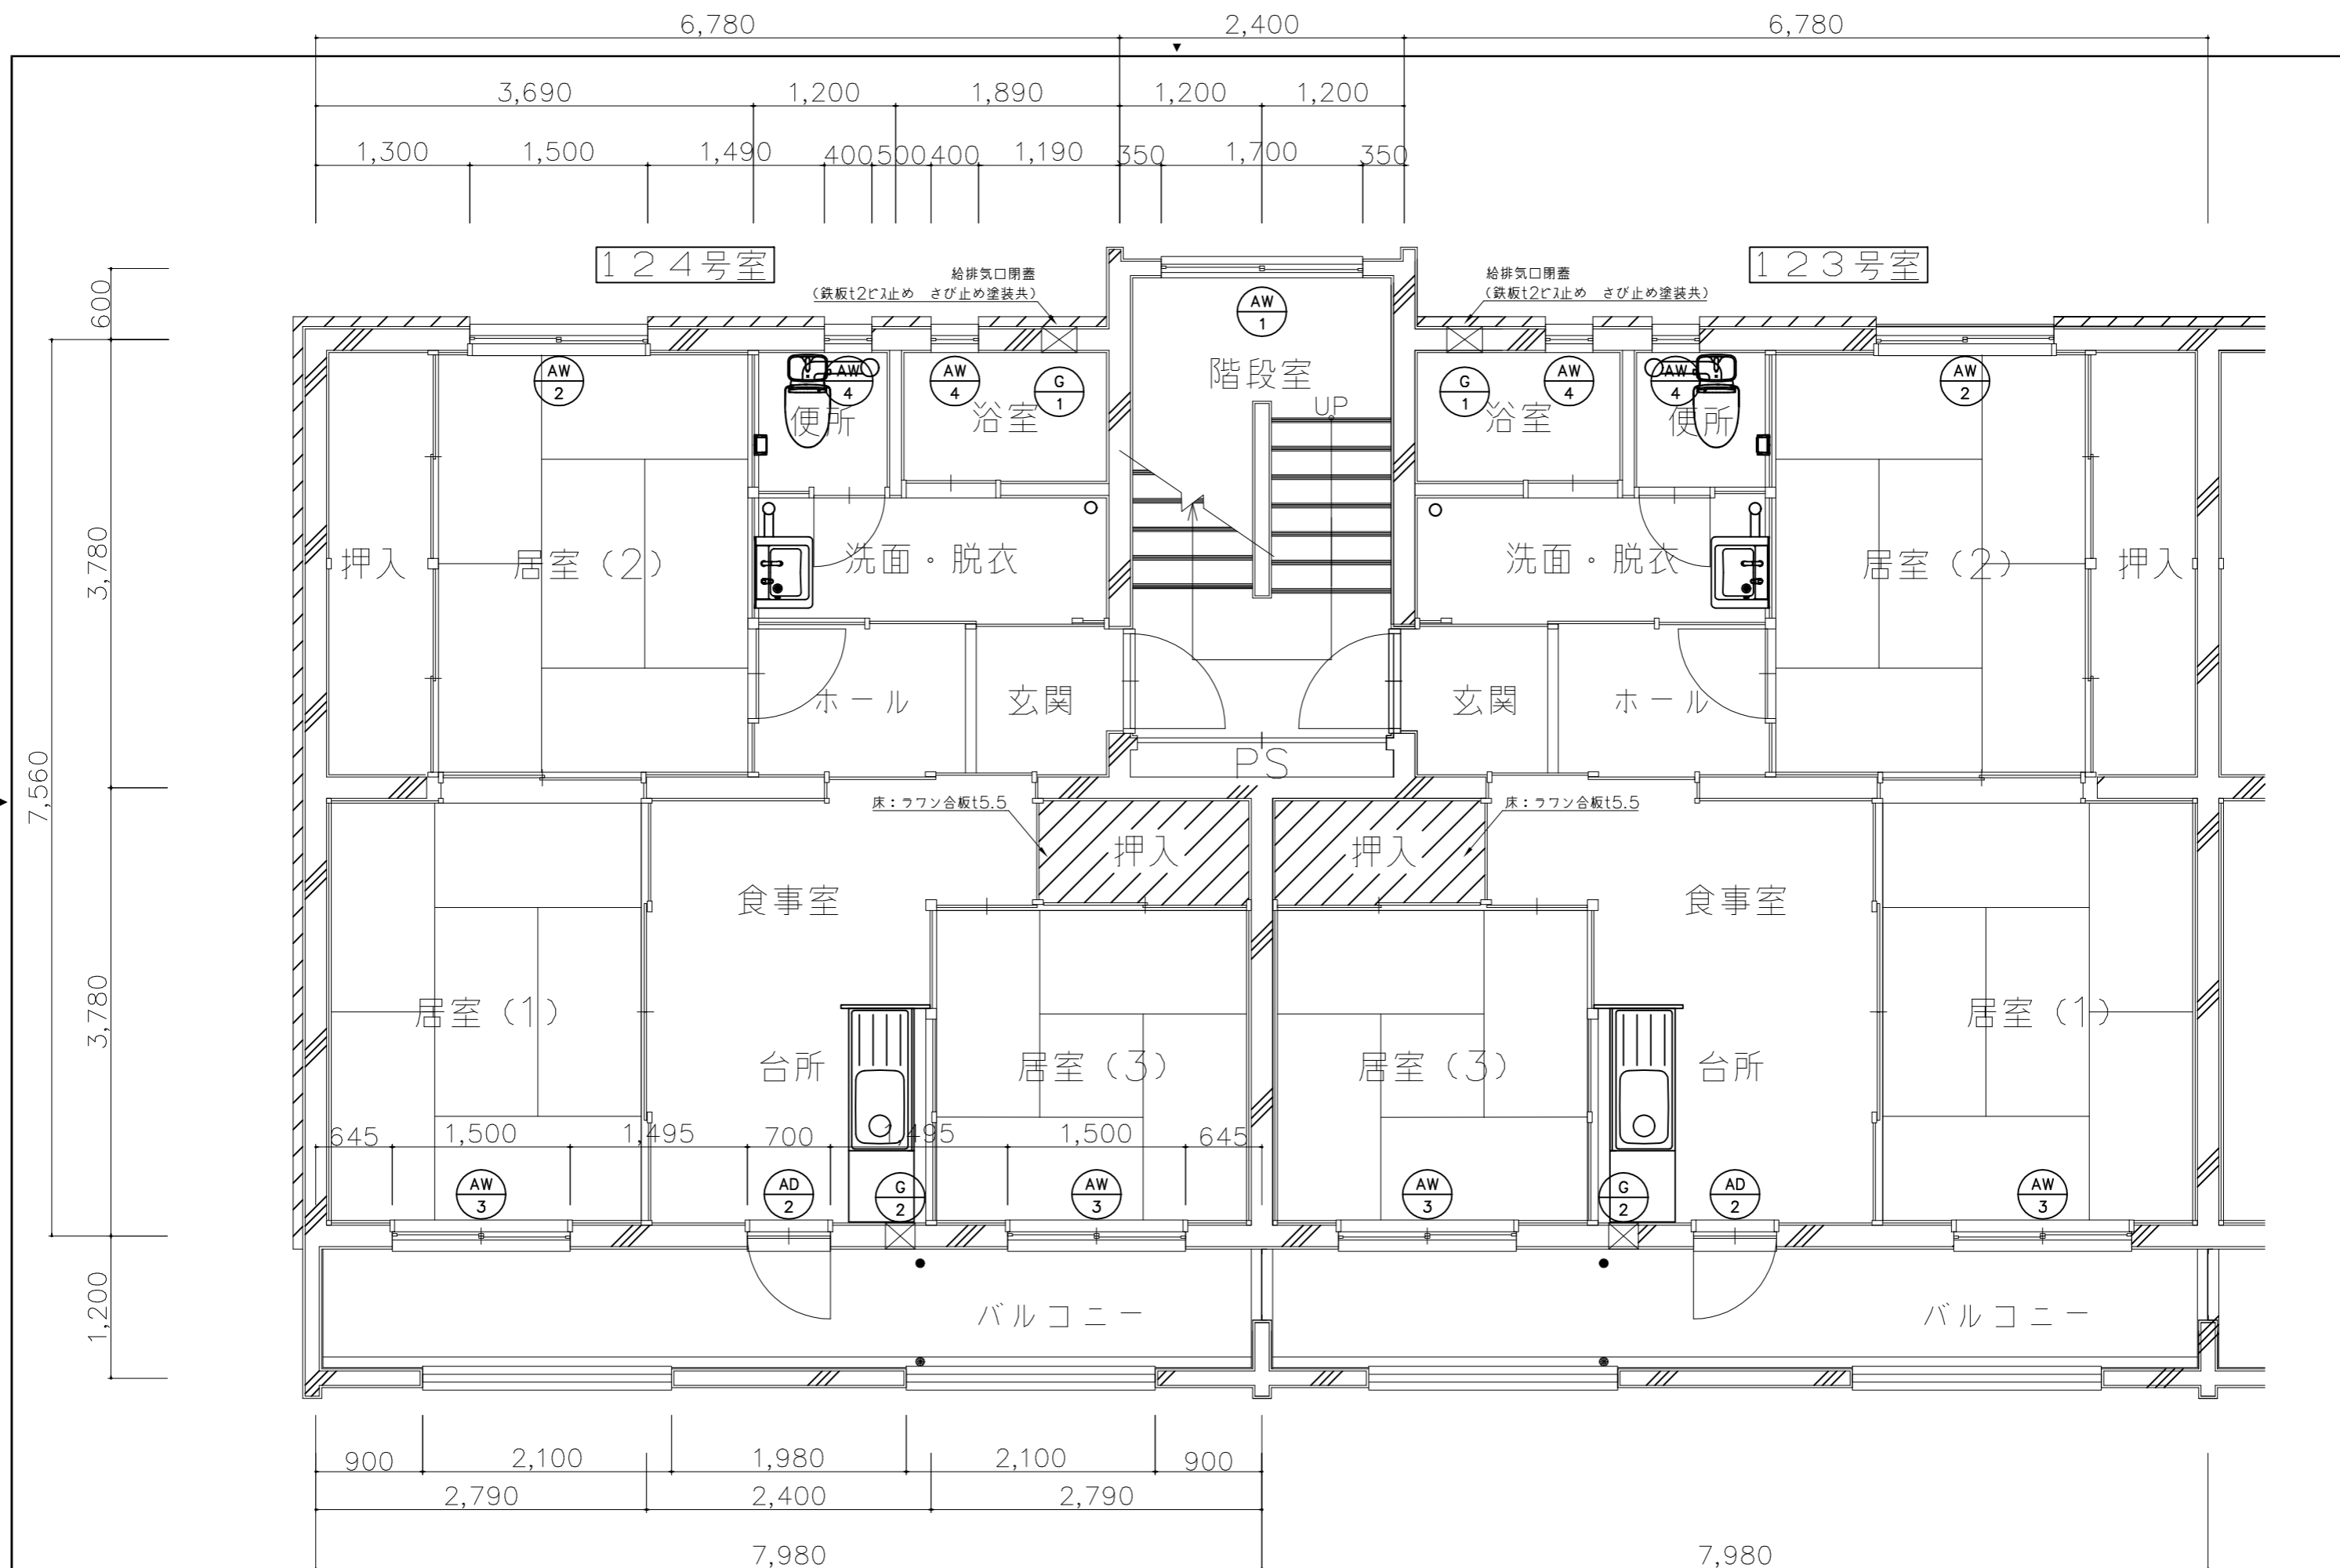 6,780 2,400 6,780
3,690 1,200 1,890 1,200 1,200
1,300 1,500 1,490 400 500 400 1,190 350 1,700 350
124号室
123号室
給排気口閉蓋
(鉄板t2ビス止め さび止め塗装共)
給排気口閉蓋
(鉄板t2ビス止め さび止め塗装共)
600
AW
1
階段室
UP
AW
2
AW
4
AW
4
G
1
G
1
AW
4
AW
4
AW
2
便所
浴室
浴室
便所
3,780
押入
居室(2)
洗面・脱衣
洗面・脱衣
居室(2)
押入
ホール
玄関
玄関
ホール
PS
7,560
床:ラワン合板t5.5
床:ラワン合板t5.5
押入
押入
食事室
食事室
3,780
居室(1)
台所
居室(3)
居室(3)
台所
居室(1)
645 1,500 1,495 700 1,495 1,500 645
AW
3
AD
2
G
2
AW
3
AW
3
G
2
AD
2
AW
3
1,200
バルコニー
バルコニー
900 2,100 1,980 2,100 900
2,790 2,400 2,790
7,980 7,980